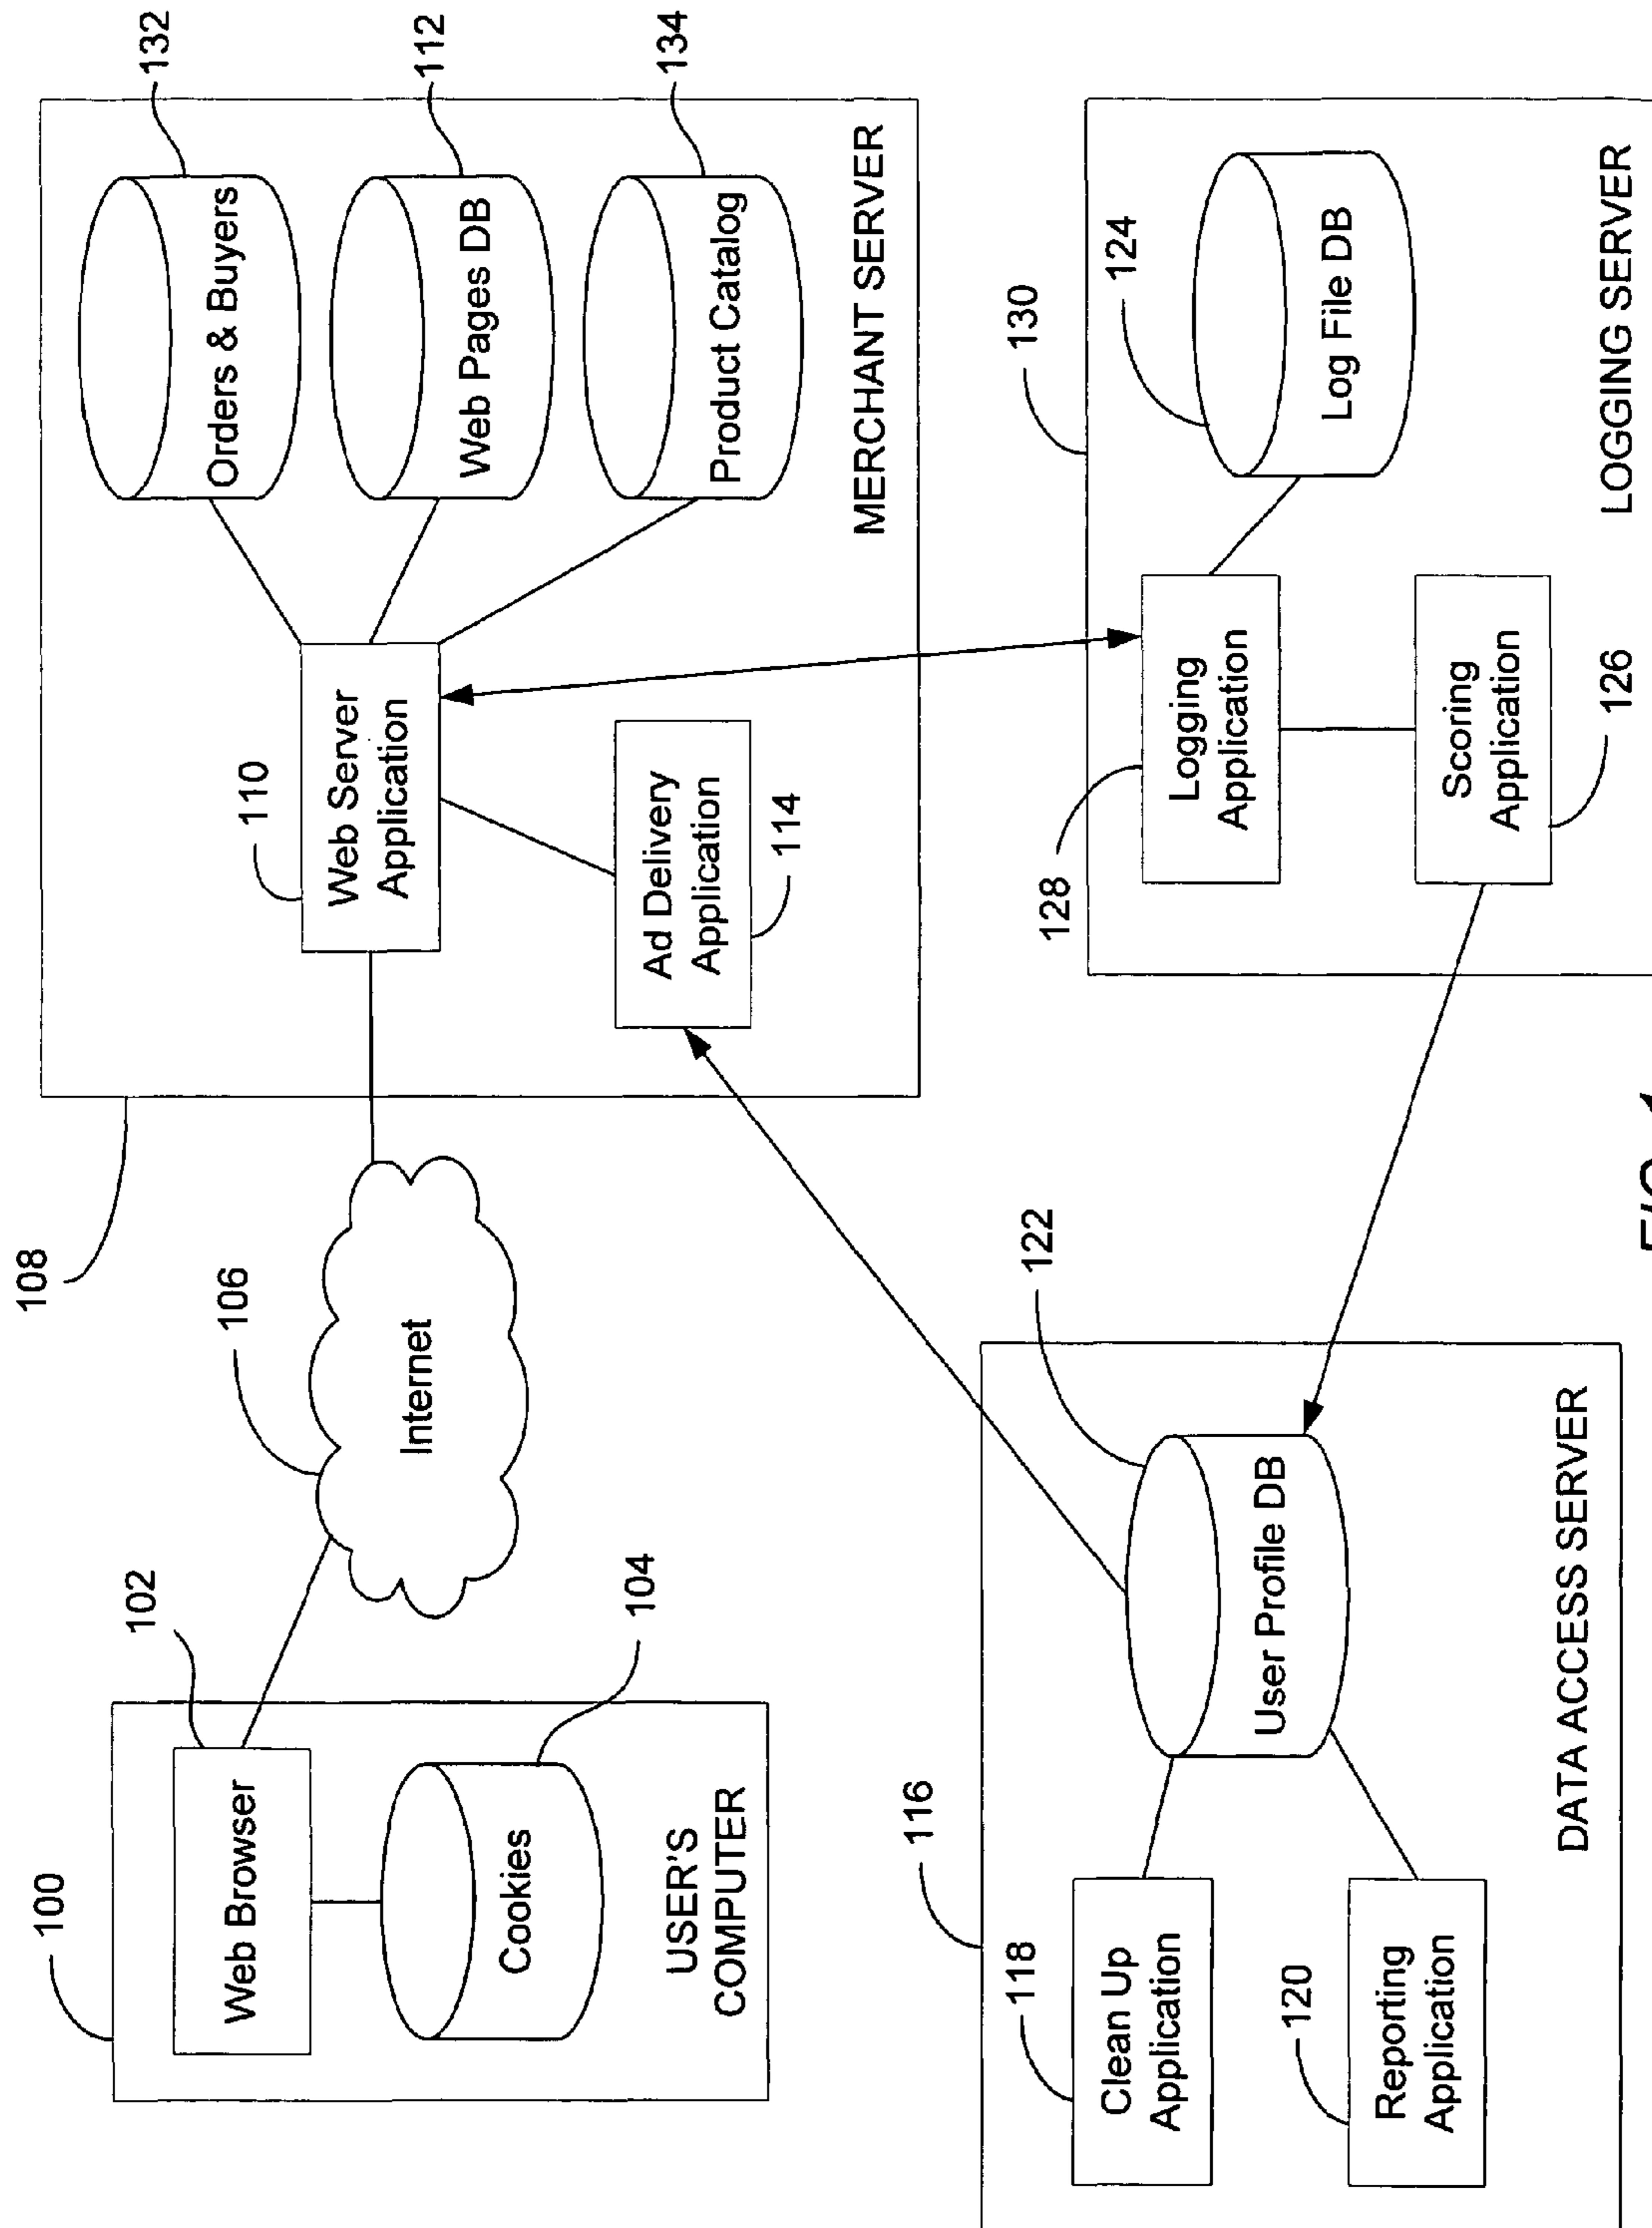 100
102
Web Browser
Cookies
104
USER'S
COMPUTER
106
Internet
108
110
Web Server
Application
Orders & Buyers
132
Web Pages DB
112
Product Catalog
134
Ad Delivery
Application
114
MERCHANT SERVER
116
118
Clean Up
Application
120
Reporting
Application
122
User Profile DB
DATA ACCESS SERVER
130
128
Logging
Application
124
Log File DB
Scoring
Application
126
LOGGING SERVER